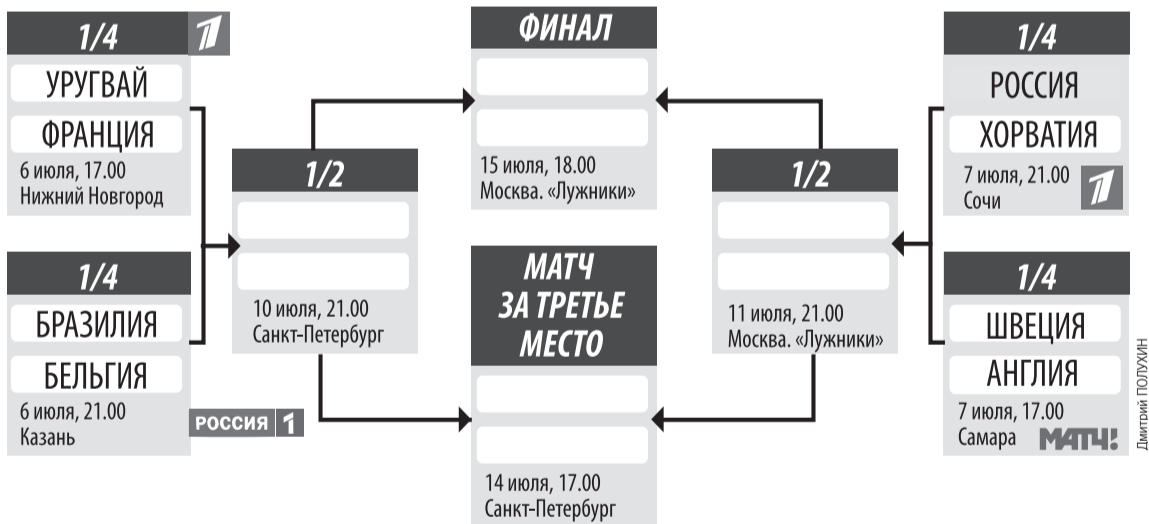 1/4
УРУГВАЙ
ФРАНЦИЯ
6 июля, 17.00
Нижний Новгород
1/4
БРАЗИЛИЯ
БЕЛЬГИЯ
6 июля, 21.00
Казань
РОССИЯ 1
1/2
10 июля, 21.00
Санкт-Петербург
ФИНАЛ
15 июля, 18.00
Москва. «Лужники»
МАТЧ
ЗА ТРЕТЬЕ
МЕСТО
14 июля, 17.00
Санкт-Петербург
1/2
11 июля, 21.00
Москва. «Лужники»
1/4
РОССИЯ
ХОРВАТИЯ
7 июля, 21.00
Сочи
1
1/4
ШВЕЦИЯ
АНГЛИЯ
7 июля, 17.00
Самара МАТЧ!
Дмитрий ПОЛУХИН
1